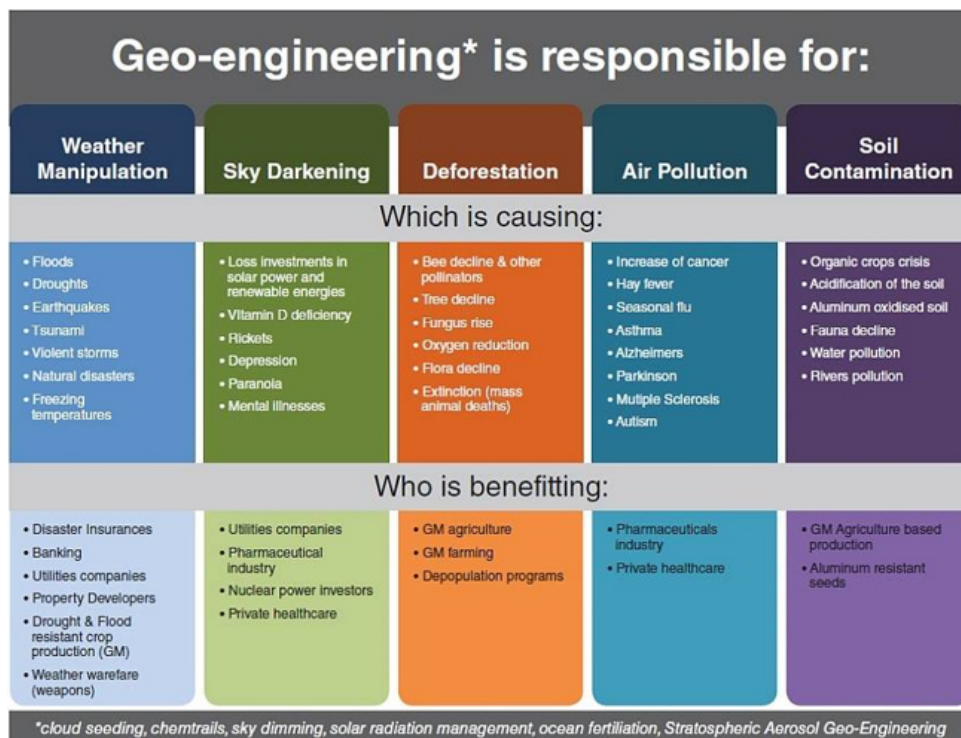 Geo-engineering* is responsible for:
Weather
Manipulation
Sky Darkening
Deforestation
Air Pollution
Soil
Contamination
Which is causing:
• Floods
• Droughts
• Earthquakes
• Tsunami
• Violent storms
• Natural disasters
• Freezing
temperatures
• Loss investments in
solar power and
renewable energies
• Vitamin D deficiency
• Rickets
• Depression
• Paranoia
• Mental illnesses
• Bee decline & other
pollinators
• Tree decline
• Fungus rise
• Oxygen reduction
• Flora decline
• Extinction (mass
animal deaths)
• Increase of cancer
• Hay fever
• Seasonal flu
• Asthma
• Alzheimers
• Parkinson
• Mutiple Sclerosis
• Autism
• Organic crops crisis
• Acidification of the soil
• Aluminum oxidised soil
• Fauna decline
• Water pollution
• Rivers pollution
Who is benefitting:
• Disaster Insurances
• Banking
• Utilities companies
• Property Developers
• Drought & Flood
resistant crop
production (GM)
• Weather warefare
(weapons)
• Utilities companies
• Pharmaceutical
industry
• Nuclear power investors
• Private healthcare
• GM agriculture
• GM farming
• Depopulation programs
• Pharmaceuticals
industry
• Private healthcare
• GM Agriculture based
production
• Aluminum resistant
seeds
*cloud seeding, chemtrails, sky dimming, solar radiation management, ocean fertiliation, Stratospheric Aerosol Geo-Engineering